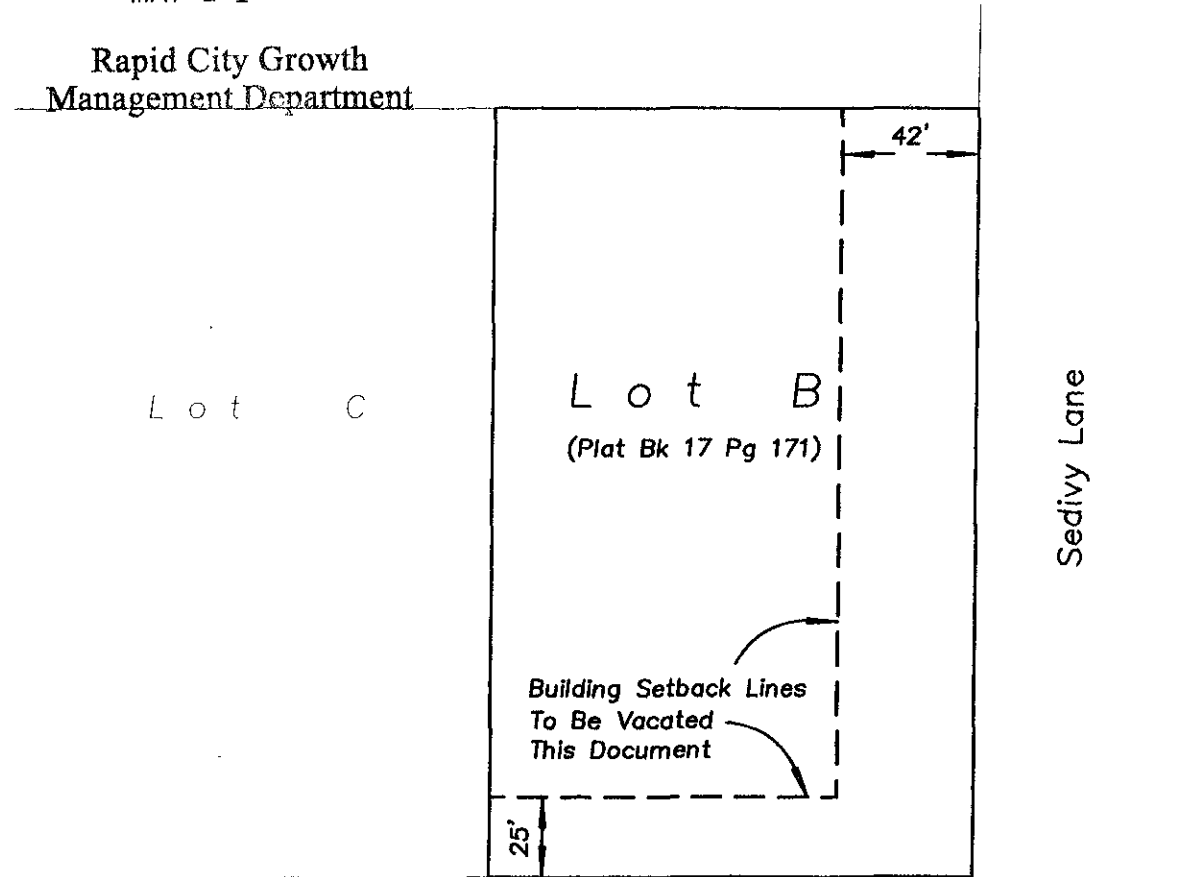 Rapid City Growth
Management Department
42'
Lot C
Lot B
(Plat Bk 17 Pg 171)
Sedivy Lane
Building Setback Lines
To Be Vacated
This Document
25'